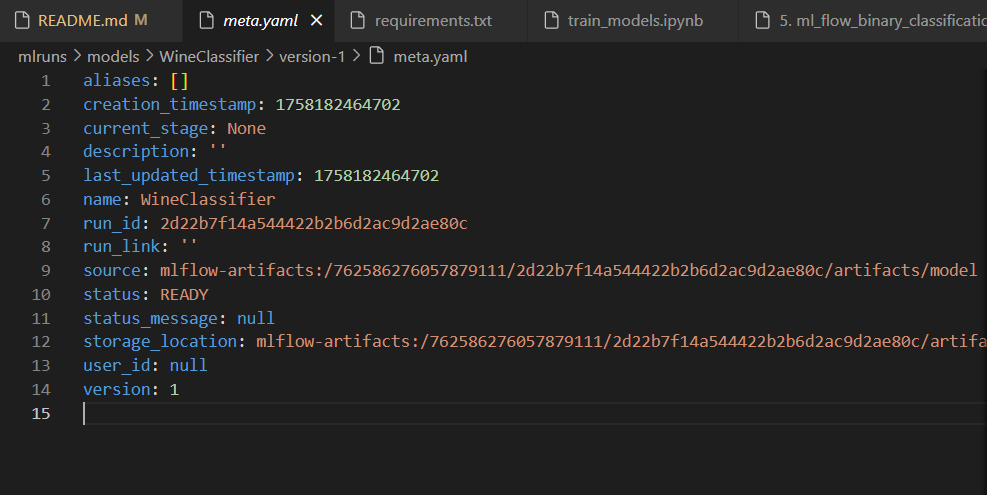 README.md M meta.yaml requirements.txt train_models.ipynb 5. ml_flow_binary_classificatio
mlruns > models > WineClassifier > version-1 > meta.yaml
1 aliases: []
2 creation_timestamp: 1758182464702
3 current_stage: None
4 description: ''
5 last_updated_timestamp: 1758182464702
6 name: WineClassifier
7 run_id: 2d22b7f14a544422b2b6d2ac9d2ae80c
8 run_link: ''
9 source: mlflow-artifacts:/762586276057879111/2d22b7f14a544422b2b6d2ac9d2ae80c/artifacts/model
10 status: READY
11 status_message: null
12 storage_location: mlflow-artifacts:/762586276057879111/2d22b7f14a544422b2b6d2ac9d2ae80c/artifa
13 user_id: null
14 version: 1
15